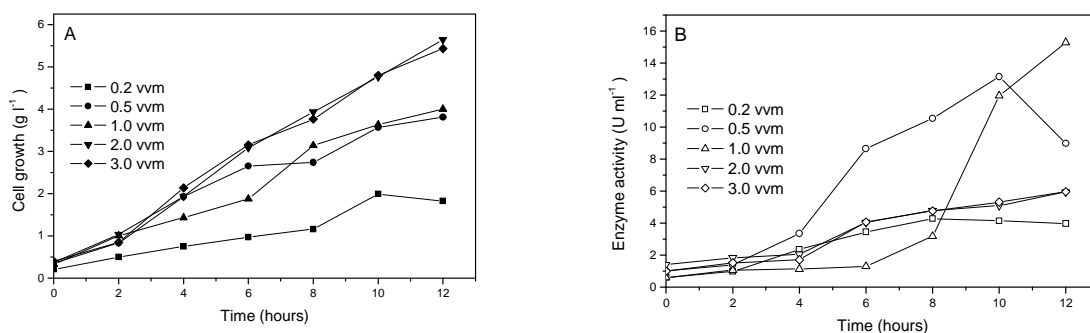 A
6
5
4
3
2
1
0
Cell growth (g l⁻¹)
0.2 vvm
0.5 vvm
1.0 vvm
2.0 vvm
3.0 vvm
0 2 4 6 8 10 12
Time (hours)
B
16
14
12
10
8
6
4
2
0
Enzyme activity (U ml⁻¹)
0.2 vvm
0.5 vvm
1.0 vvm
2.0 vvm
3.0 vvm
0 2 4 6 8 10 12
Time (hours)